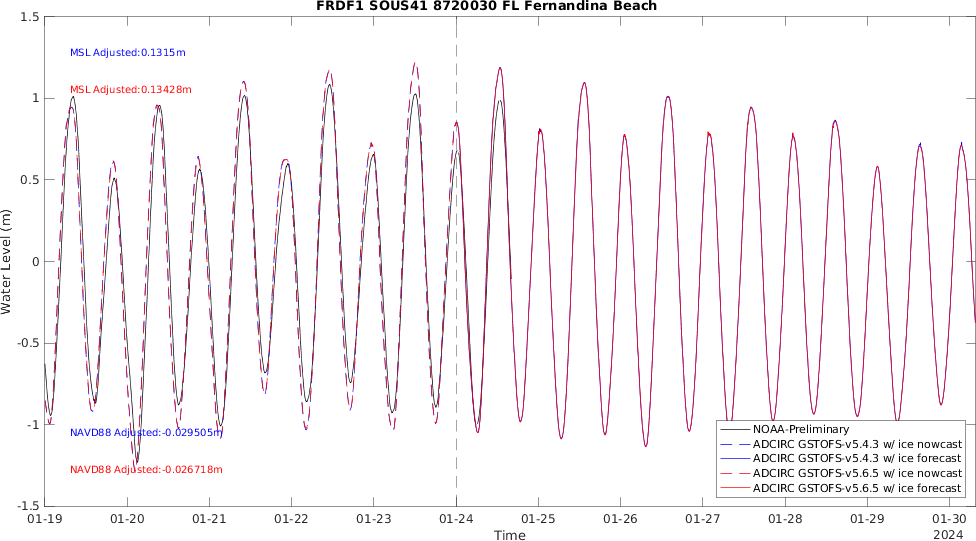 FRDF1 SOUS41 8720030 FL Fernandina Beach
1.5
1
0.5
0
-0.5
-1
-1.5
Water Level (m)
MSL Adjusted:0.1315m
MSL Adjusted:0.13428m
NAVD88 Adjusted:-0.029505m
NAVD88 Adjusted:-0.026718m
NOAA-Preliminary
ADCIRC GSTOFS-v5.4.3 w/ ice nowcast
ADCIRC GSTOFS-v5.4.3 w/ ice forecast
ADCIRC GSTOFS-v5.6.5 w/ ice nowcast
ADCIRC GSTOFS-v5.6.5 w/ ice forecast
01-19 01-20 01-21 01-22 01-23 01-24 01-25 01-26 01-27 01-28 01-29 01-30
Time
2024